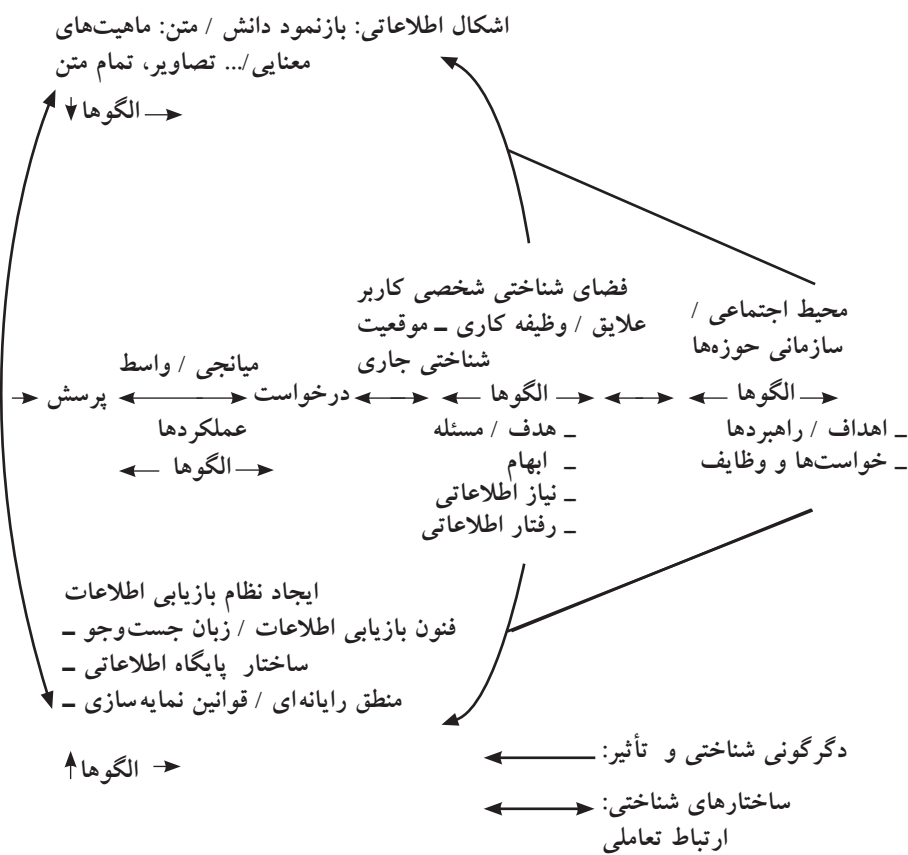 اشکال اطلاعاتی: بازنمود دانش / متن: ماهیت‌های
معنایی/... تصاویر، تمام متن
الگوها
محیط اجتماعی /
سازمانی حوزه‌ها
الگوها
ـ اهداف / راهبردها
ـ خواست‌ها و وظایف
فضای شناختی شخصی کاربر
علایق / وظیفه کاری ـ موقعیت
شناختی جاری
الگوها
ـ هدف / مسئله
ـ ابهام
ـ نیاز اطلاعاتی
ـ رفتار اطلاعاتی
درخواست
میانجی / واسط
عملکردها
الگوها
پرسش
ایجاد نظام بازیابی اطلاعات
فنون بازیابی اطلاعات / زبان جست‌وجو ـ
ساختار پایگاه اطلاعاتی ـ
منطق رایانه‌ای / قوانین نمایه‌سازی ـ
الگوها
دگرگونی شناختی و تأثیر:
ساختارهای شناختی:
ارتباط تعاملی